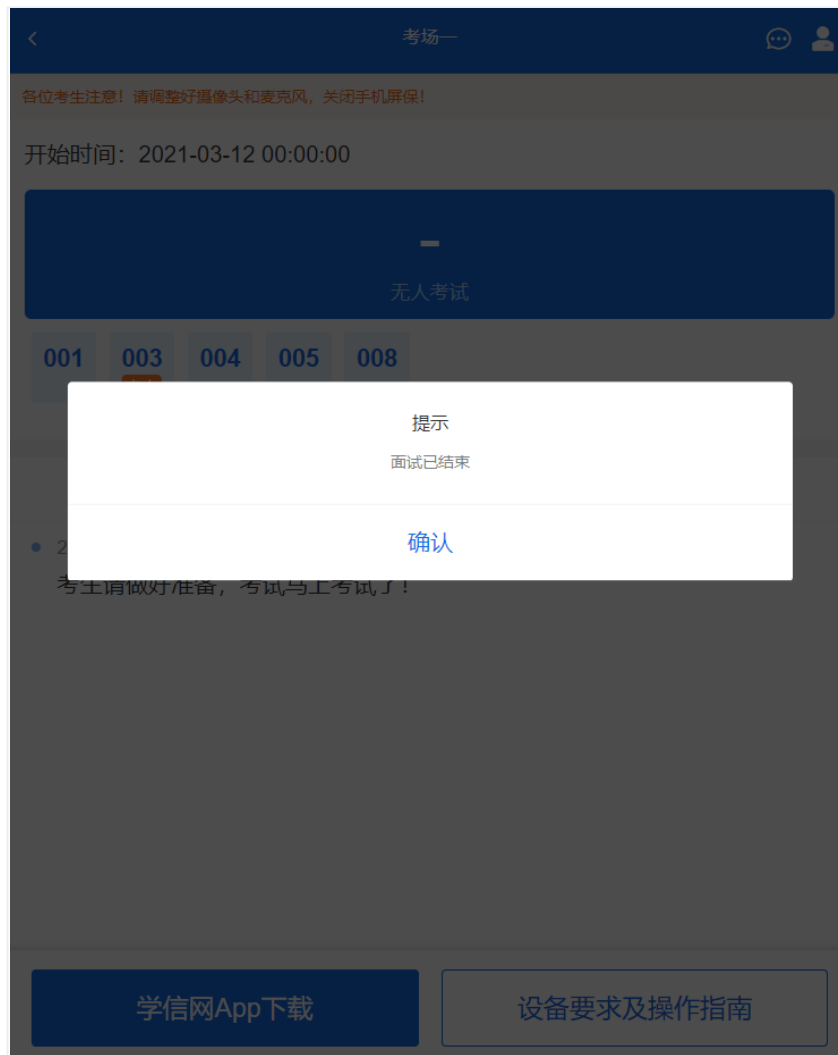 考场一
各位考生注意！请调整好摄像头和麦克风，关闭手机屏保！
开始时间：2021-03-12 00:00:00
-
无人考试
001 003 004 005 008
提示
面试已结束
确认
2
考生请做好准备，考试马上考试了！
学信网App下载
设备要求及操作指南